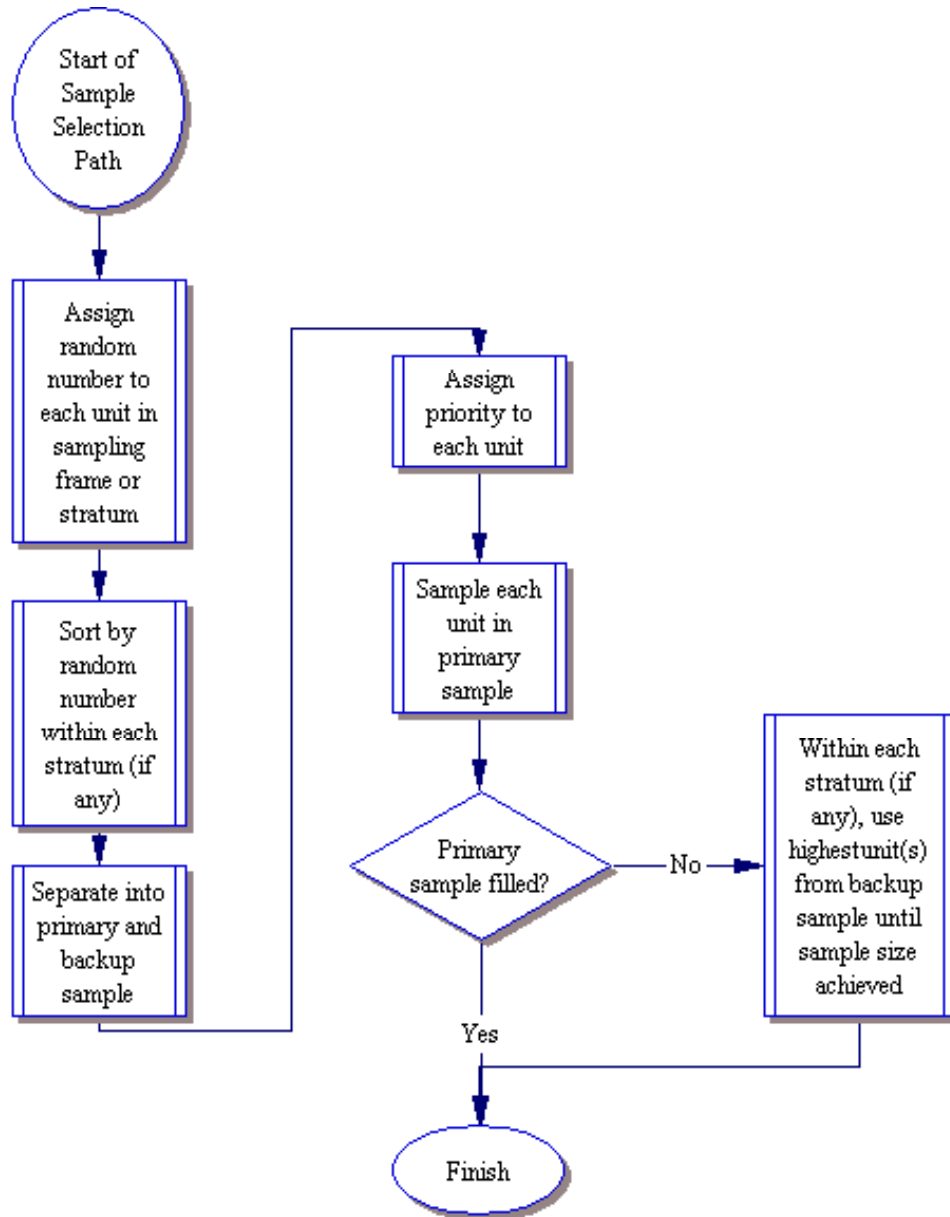 Start of
Sample
Selection
Path
Assign
random
number to
each unit in
sampling
frame or
stratum
Sort by
random
number
within each
stratum (if
any)
Separate into
primary and
backup
sample
Assign
priority to
each unit
Sample each
unit in
primary
sample
Primary
sample filled?
No
Within each
stratum (if
any), use
highestunit(s)
from backup
sample until
sample size
achieved
Yes
Finish